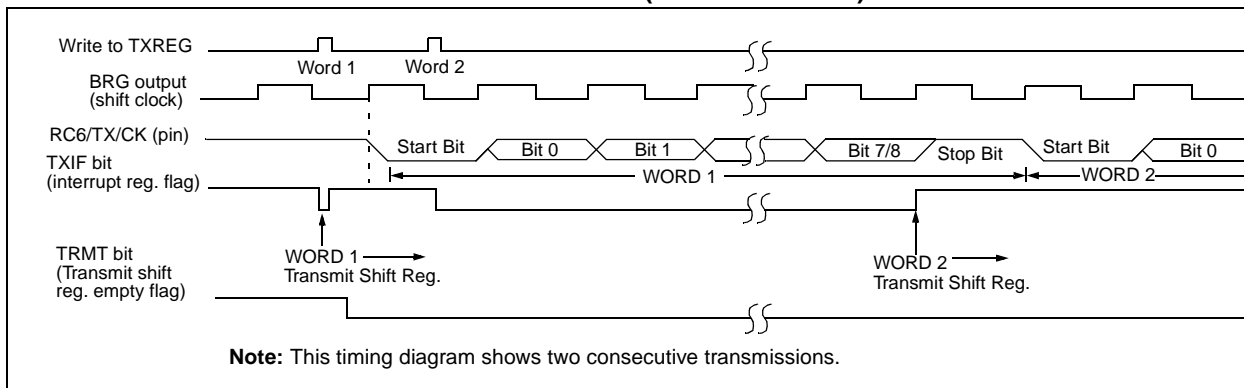 Write to TXREG
Word 1
Word 2
BRG output
(shift clock)
RC6/TX/CK (pin)
Start Bit
Bit 0
Bit 1
Bit 7/8
Stop Bit
Start Bit
Bit 0
TXIF bit
(interrupt reg. flag)
WORD 1
WORD 2
TRMT bit
(Transmit shift
reg. empty flag)
WORD 1
Transmit Shift Reg.
WORD 2
Transmit Shift Reg.
Note: This timing diagram shows two consecutive transmissions.